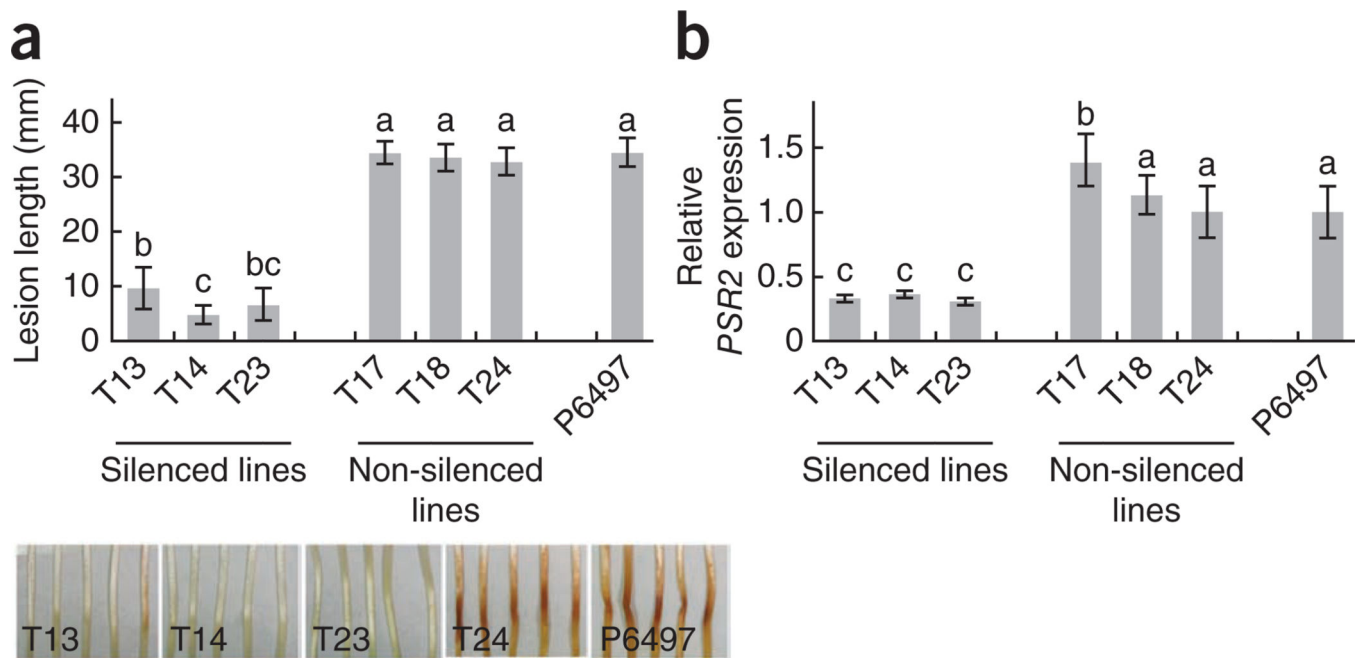 a
Lesion length (mm)
40
30
20
10
0
b
c
bc
a
a
a
a
T13
T14
T23
T17
T18
T24
P6497
Silenced lines
Non-silenced
lines
T13
T14
T23
T24
P6497
b
Relative
PSR2 expression
1.5
1.0
0.5
0
c
c
c
b
a
a
a
T13
T14
T23
T17
T18
T24
P6497
Silenced lines
Non-silenced
lines